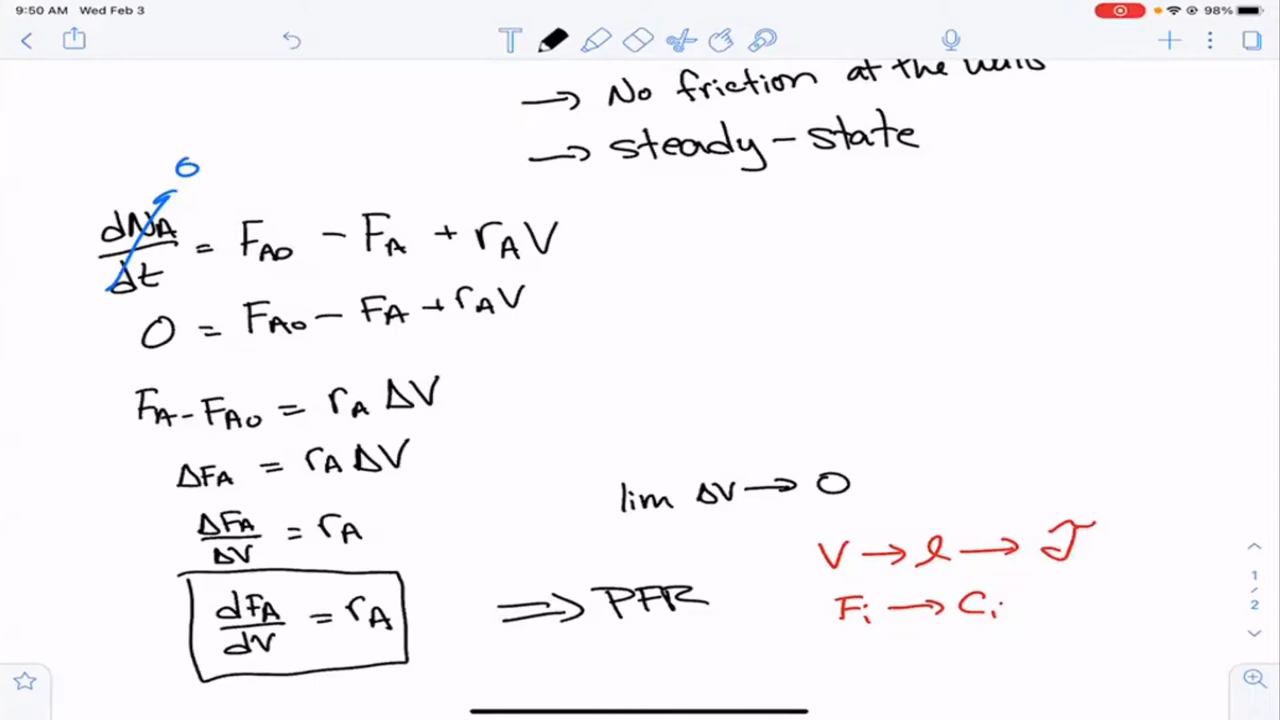 9:50 AM Wed Feb 3
98%
→ No friction at the walls
→ steady-state
0
dNA/dt = FA0 - FA + rAV
0 = FA0 - FA + rAV
FA - FA0 = rA ΔV
ΔFA = rA ΔV
lim ΔV → 0
ΔFA/ΔV = rA
V → l → T
dFA/dV = rA
⇒ PFR
Fi → Ci
1/2